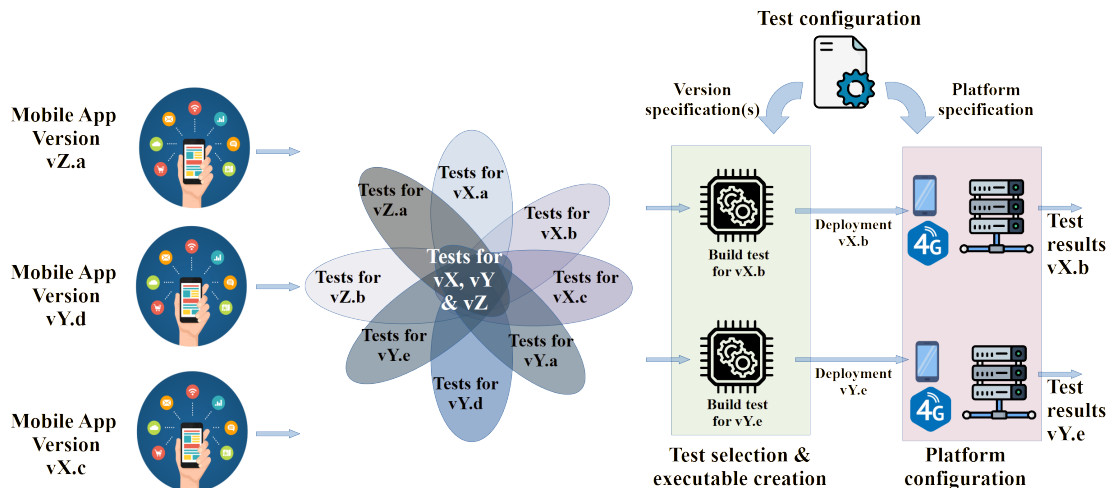 Test configuration
Version
specification(s)
Platform
specification
Mobile App
Version
vZ.a
Mobile App
Version
vY.d
Mobile App
Version
vX.c
Tests for
vX.a
Tests for
vZ.a
Tests for
vX.b
Tests for
vZ.b
Tests for
vX, vY
& vZ
Tests for
vX.c
Tests for
vY.e
Tests for
vY.a
Tests for
vY.d
Build test
for vX.b
Deployment
vX.b
4G
Test
results
vX.b
Build test
for vY.e
Deployment
vY.e
4G
Test
results
vY.e
Test selection &
executable creation
Platform
configuration